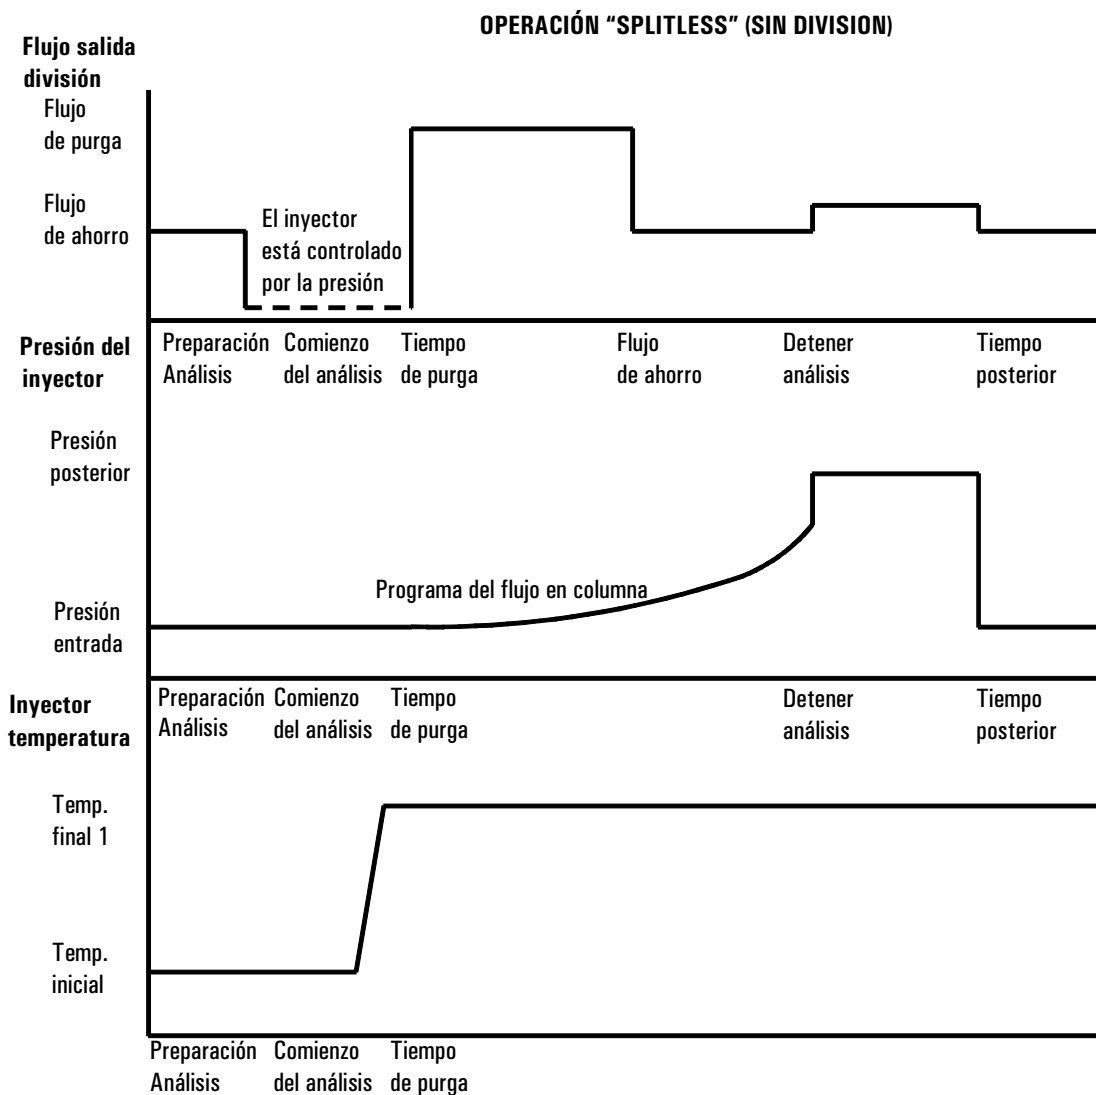 OPERACIÓN “SPLITLESS” (SIN DIVISION)
Flujo salida
división
Flujo
de purga
Flujo
de ahorro
El inyector
está controlado
por la presión
Presión del
inyector
Preparación
Análisis
Comienzo
del análisis
Tiempo
de purga
Flujo
de ahorro
Detener
análisis
Tiempo
posterior
Presión
posterior
Programa del flujo en columna
Presión
entrada
Inyector
temperatura
Preparación
Análisis
Comienzo
del análisis
Tiempo
de purga
Detener
análisis
Tiempo
posterior
Temp.
final 1
Temp.
inicial
Preparación
Análisis
Comienzo
del análisis
Tiempo
de purga